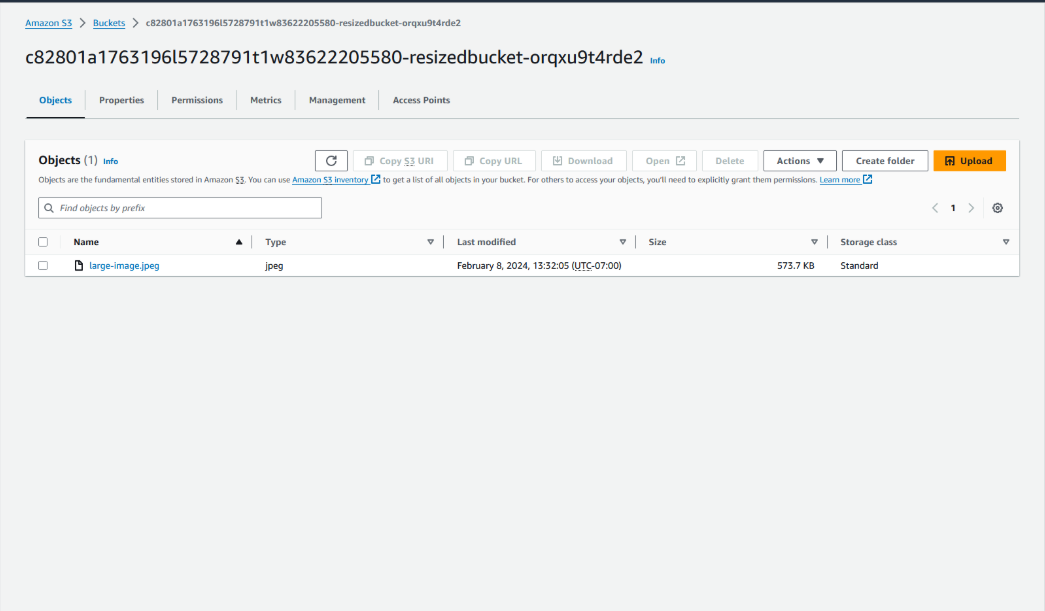 Amazon S3 > Buckets > c82801a1763196l5728791t1w83622205580-resizedbucket-orqxu9t4rde2
c82801a1763196l5728791t1w83622205580-resizedbucket-orqxu9t4rde2 Info
Objects Properties Permissions Metrics Management Access Points
Objects (1) Info Copy S3 URI Copy URL Download Open Delete Actions Create folder Upload
Objects are the fundamental entities stored in Amazon S3. You can use Amazon S3 inventory to get a list of all objects in your bucket. For others to access your objects, you'll need to explicitly grant them permissions. Learn more
Find objects by prefix 1
Name Type Last modified Size Storage class
large-image.jpeg jpeg February 8, 2024, 13:32:05 (UTC-07:00) 573.7 KB Standard